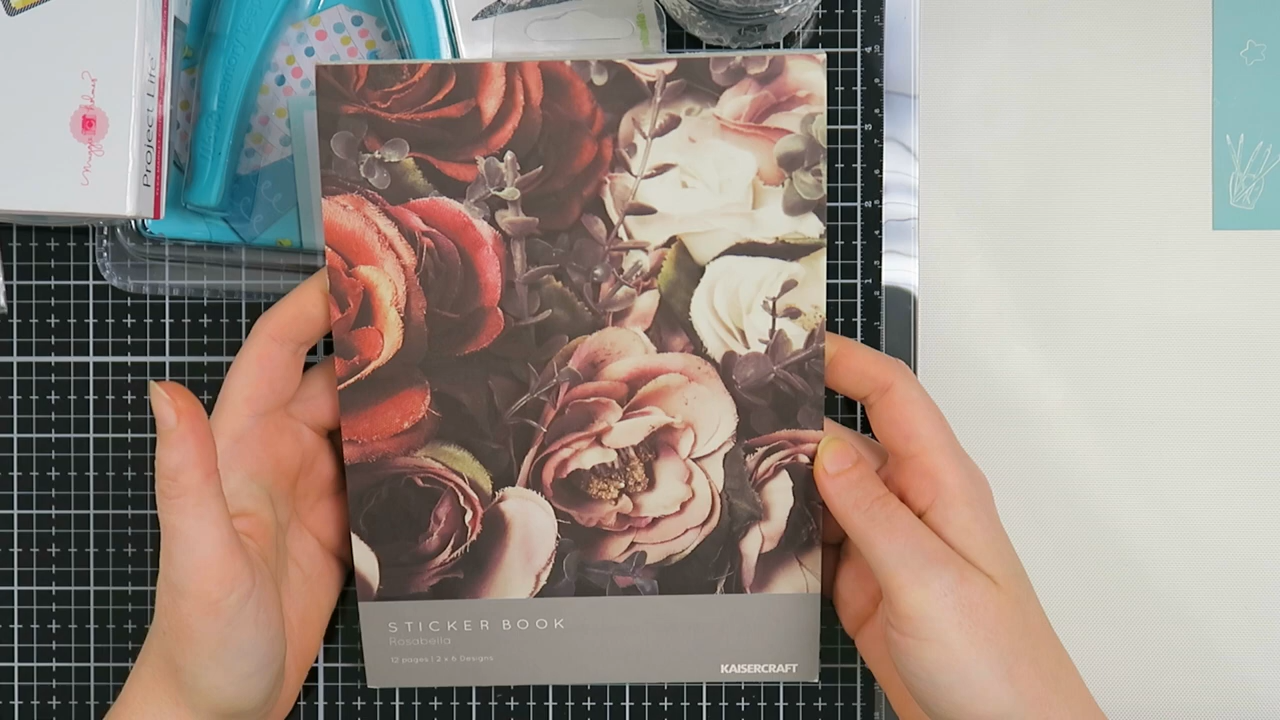 Project Life
STICKER BOOK
Rosabella
12 pages | 2 x 6 Designs
KAISERCRAFT